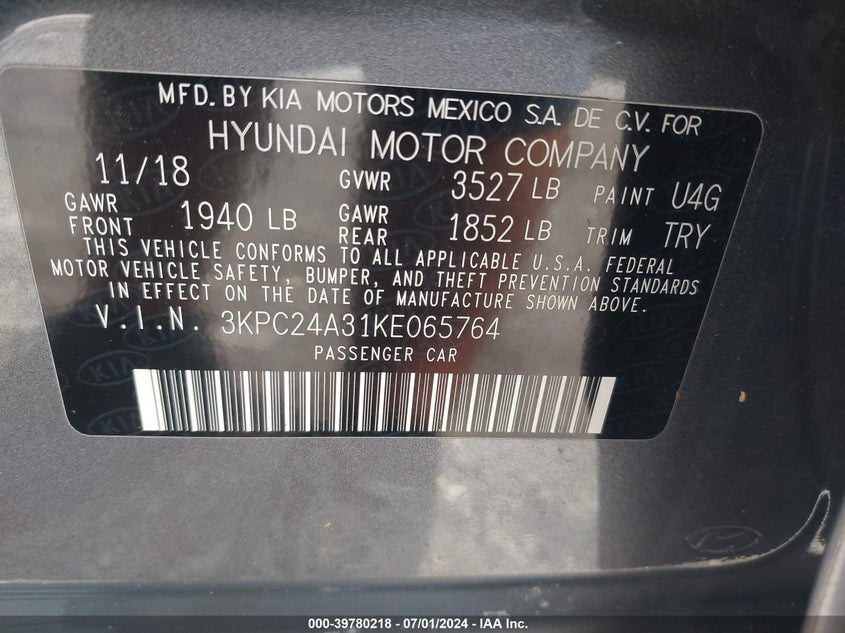 MFD. BY KIA MOTORS MEXICO S.A. DE C.V. FOR
HYUNDAI MOTOR COMPANY
11/18 GVWR 3527 LB PAINT U4G
GAWR FRONT 1940 LB GAWR REAR 1852 LB TRIM TRY
THIS VEHICLE CONFORMS TO ALL APPLICABLE U.S.A. FEDERAL
MOTOR VEHICLE SAFETY, BUMPER, AND THEFT PREVENTION STANDARDS
IN EFFECT ON THE DATE OF MANUFACTURE SHOWN ABOVE.
V.I.N. 3KPC24A31KE065764
PASSENGER CAR
000-39780218 - 07/01/2024 - IAA Inc.